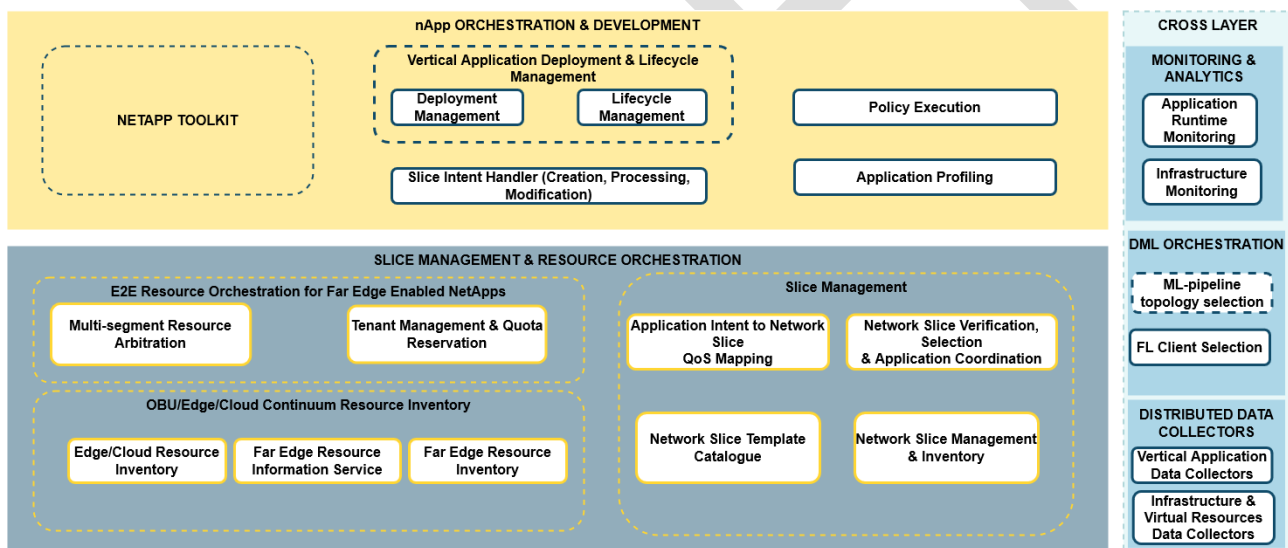 nApp ORCHESTRATION & DEVELOPMENT
NETAPP TOOLKIT
Vertical Application Deployment & Lifecycle
Management
Deployment
Management
Lifecycle
Management
Slice Intent Handler (Creation, Processing,
Modification)
Policy Execution
Application Profiling
SLICE MANAGEMENT & RESOURCE ORCHESTRATION
E2E Resource Orchestration for Far Edge Enabled NetApps
Multi-segment Resource
Arbitration
Tenant Management & Quota
Reservation
OBU/Edge/Cloud Continuum Resource Inventory
Edge/Cloud Resource
Inventory
Far Edge Resource
Information Service
Far Edge Resource
Inventory
Slice Management
Application Intent to Network
Slice
QoS Mapping
Network Slice Verification,
Selection
& Application Coordination
Network Slice Template
Catalogue
Network Slice Management
& Inventory
CROSS LAYER
MONITORING &
ANALYTICS
Application
Runtime
Monitoring
Infrastructure
Monitoring
DML ORCHESTRATION
ML-pipeline
topology selection
FL Client Selection
DISTRIBUTED DATA
COLLECTORS
Vertical Application
Data Collectors
Infrastructure &
Virtual Resources
Data Collectors